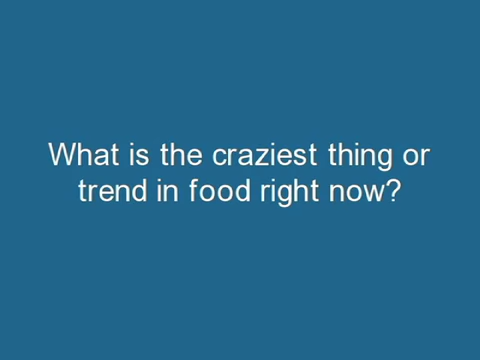 What is the craziest thing or
trend in food right now?